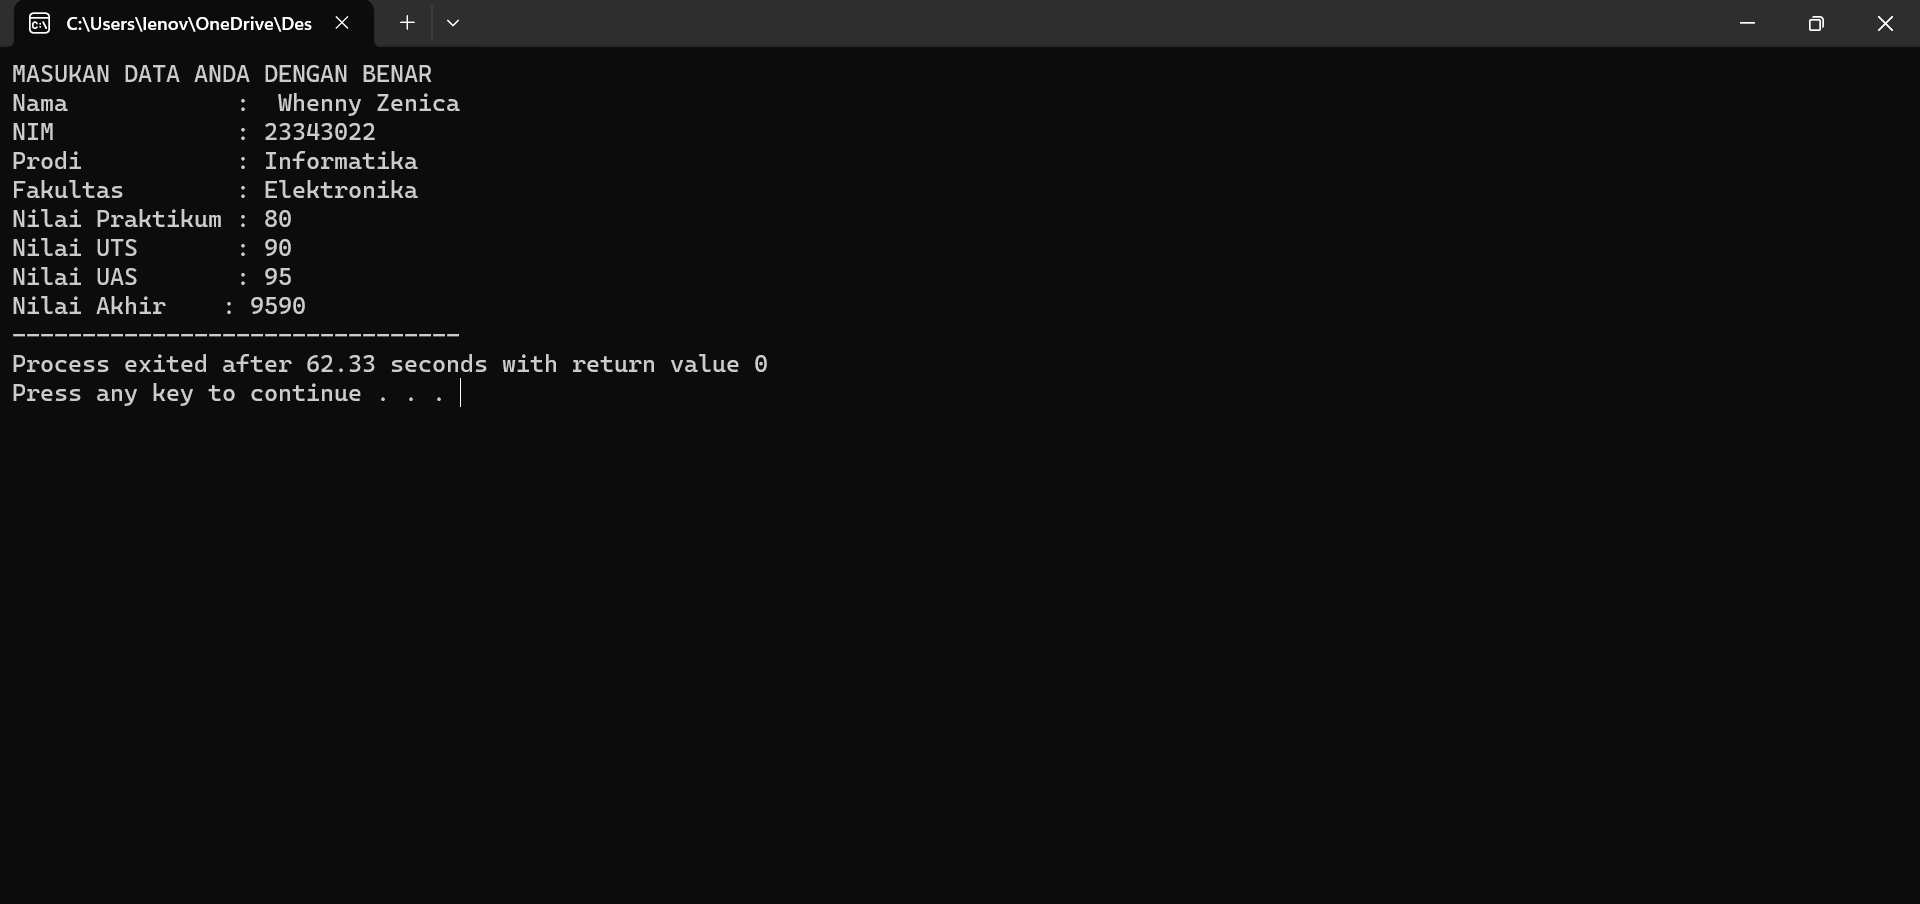 C:\Users\lenov\OneDrive\Des
MASUKAN DATA ANDA DENGAN BENAR
Nama            :  Whenny Zenica
NIM             : 23343022
Prodi           : Informatika
Fakultas        : Elektronika
Nilai Praktikum : 80
Nilai UTS       : 90
Nilai UAS       : 95
Nilai Akhir    : 9590
--------------------------------
Process exited after 62.33 seconds with return value 0
Press any key to continue . . .